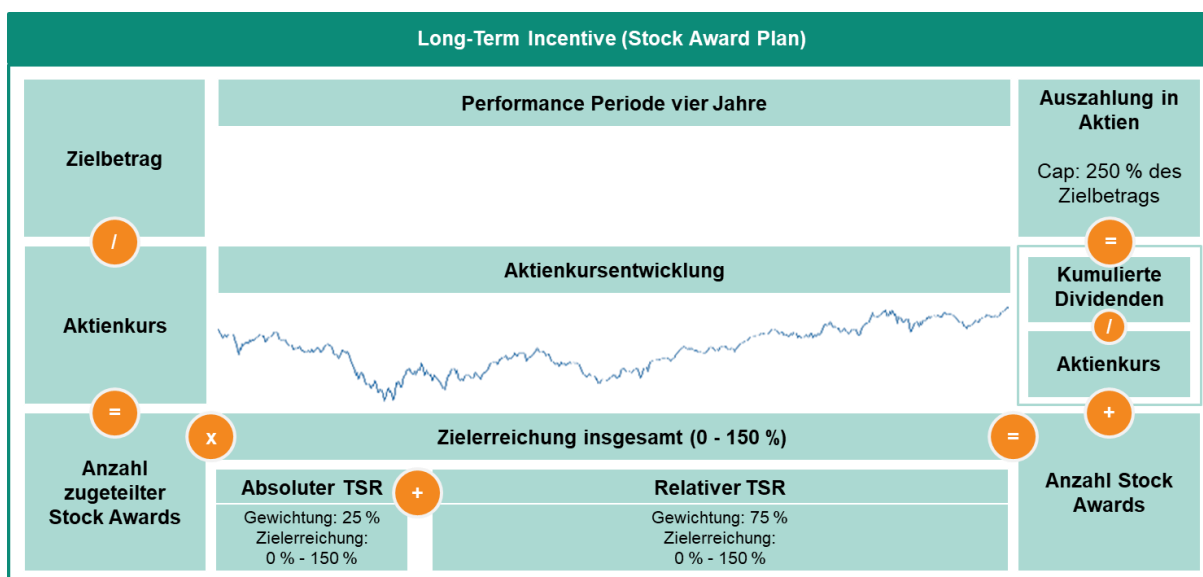 Long-Term Incentive (Stock Award Plan)
Zielbetrag
/
Aktienkurs
=
Anzahl
zugeteilter
Stock Awards
x
Performance Periode vier Jahre
Aktienkursentwicklung
Zielerreichung insgesamt (0 - 150 %)
Absoluter TSR
Gewichtung: 25 %
Zielerreichung:
0 % - 150 %
+
Relativer TSR
Gewichtung: 75 %
Zielerreichung:
0 % - 150 %
=
Auszahlung in
Aktien
Cap: 250 % des
Zielbetrags
=
Kumulierte
Dividenden
/
Aktienkurs
+
Anzahl Stock
Awards